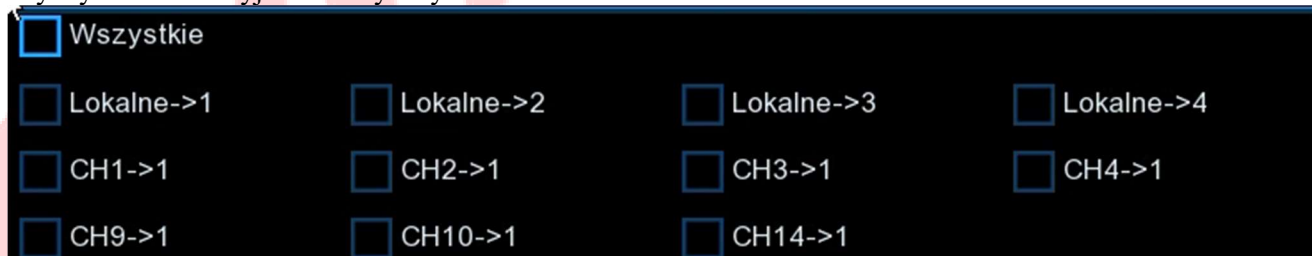 Wszystkie
Lokalne->1 Lokalne->2 Lokalne->3 Lokalne->4
CH1->1 CH2->1 CH3->1 CH4->1
CH9->1 CH10->1 CH14->1